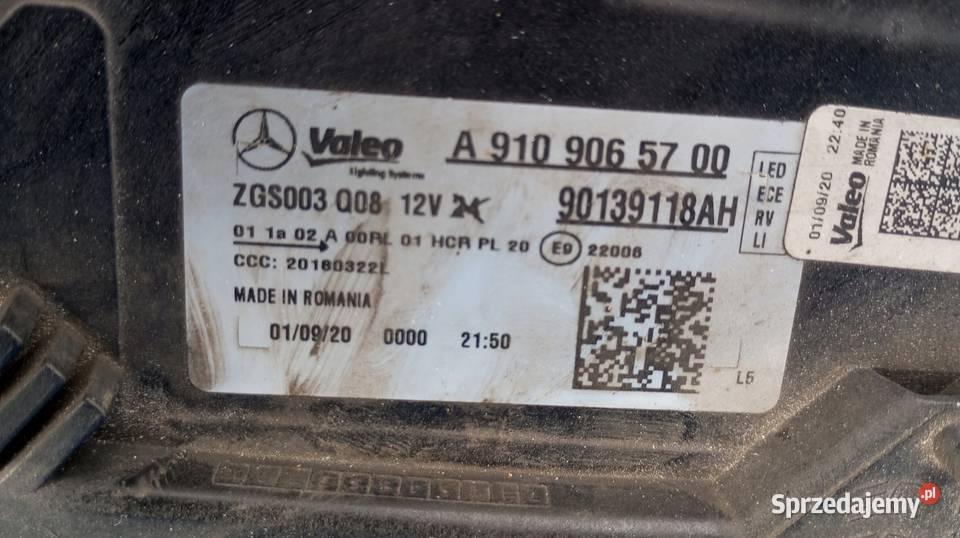 Valeo
Lighting Systems
A 910 906 57 00
ZGS003 Q08 12V
90139118AH
LED
ECE
RV
LI
01 1a 02 A 00RL 01 HCR PL 20 E9 22006
CCC: 20180322L
MADE IN ROMANIA
01/09/20 0000 21:50
L5
01/09/20 22:40
Valeo MADE IN
ROMANIA
Sprzedajemy.pl